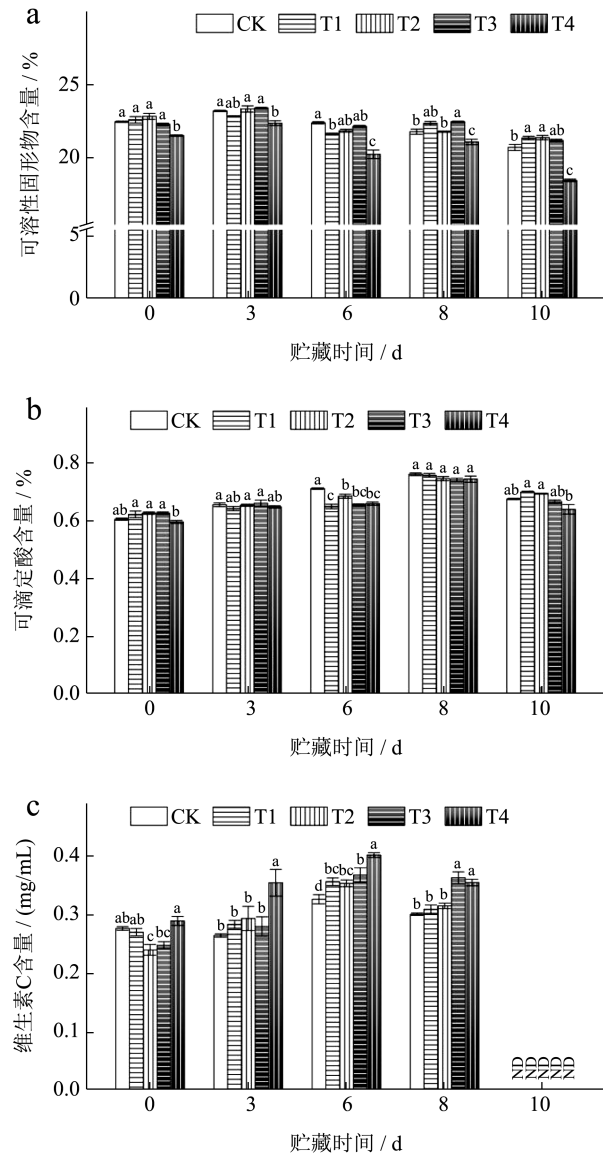 a
CK T1 T2 T3 T4
可溶性固形物含量 / %
25
20
5
0
a a a a b
a ab a a b
a b ab ab c
b ab b a c
b a a ab c
0 3 6 8 10
贮藏时间 / d
b
CK T1 T2 T3 T4
可滴定酸含量 / %
0.8
0.6
0.4
0.2
0.0
ab a a a b
a ab a a ab
a c b bc bc
a a a a a
ab a a ab b
0 3 6 8 10
贮藏时间 / d
c
CK T1 T2 T3 T4
维生素C含量 / (mg/mL)
0.4
0.3
0.2
0.1
0.0
ab ab c bc a
b b b b a
d bc bc b a
b b b a a
ND ND ND ND ND
0 3 6 8 10
贮藏时间 / d